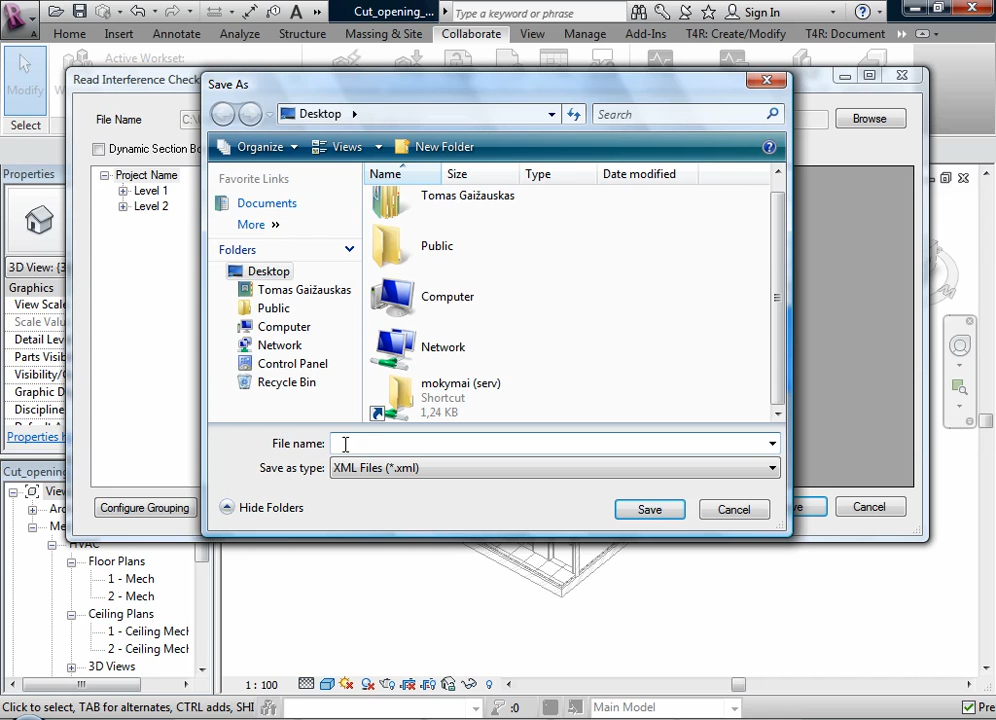 Cut_opening_...
Type a keyword or phrase
Sign In
Home Insert Annotate Analyze Structure Massing & Site Collaborate View Manage Add-Ins T4R: Create/Modify T4R: Document
Modify
Active Workset:
Select
Read Interference Check
File Name
C:\
Browse
Dynamic Section Bo
Project Name
Level 1
Level 2
Configure Grouping
Cancel
Save As
Desktop
Search
Organize Views New Folder
Favorite Links
Documents
More »
Folders
Desktop
Tomas Gaižauskas
Public
Computer
Network
Control Panel
Recycle Bin
Name Size Type Date modified
Tomas Gaižauskas
Public
Computer
Network
mokymai (serv)
Shortcut
1,24 KB
File name:
Save as type: XML Files (*.xml)
Hide Folders
Save Cancel
Properties
3D View: {3
Graphics
View Scale
Scale Valu
Detail Leve
Parts Visib
Visibility/
Graphic D
Discipline
Properties h
Cut_opening
View
Ar
Me
HVAC
Floor Plans
1 - Mech
2 - Mech
Ceiling Plans
1 - Ceiling Mech
2 - Ceiling Mech
3D Views
1 : 100
Click to select, TAB for alternates, CTRL adds, SHI
:0
Main Model
Pre